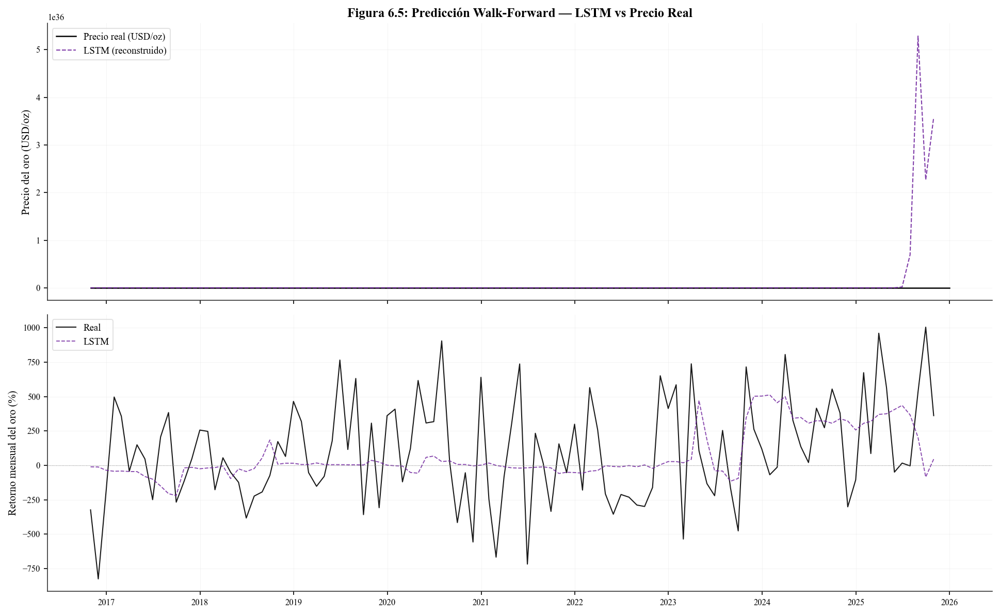 Figura 6.5: Predicción Walk-Forward — LSTM vs Precio Real
1e36
Precio real (USD/oz)
LSTM (reconstruido)
Precio del oro (USD/oz)
5
4
3
2
1
0
Real
LSTM
Retorno mensual del oro (%)
1000
750
500
250
0
−250
−500
−750
2017 2018 2019 2020 2021 2022 2023 2024 2025 2026